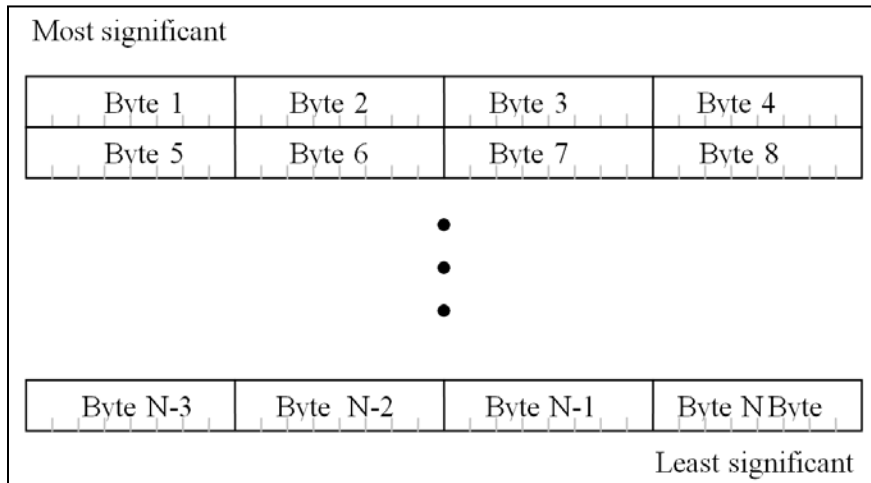 Most significant
Byte 1 Byte 2 Byte 3 Byte 4
Byte 5 Byte 6 Byte 7 Byte 8
Byte N-3 Byte N-2 Byte N-1 Byte N Byte
Least significant